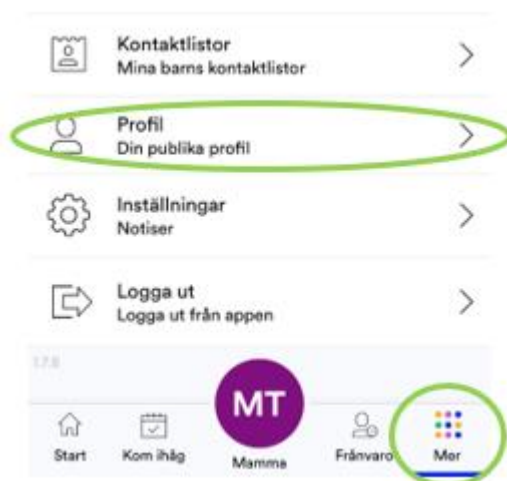 Kontaktlistor
Mina barns kontaktlistor
Profil
Din publika profil
Inställningar
Notiser
Logga ut
Logga ut från appen
MT
Start
Kom ihåg
Mamma
Frånvaro
Mer